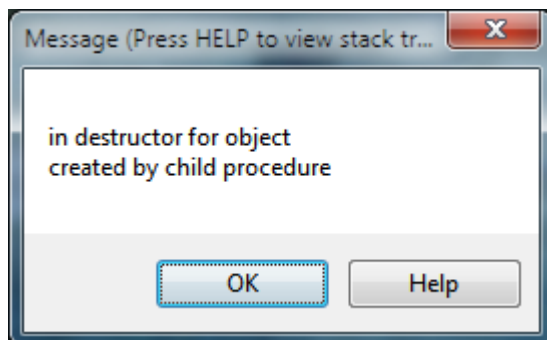 Message (Press HELP to view stack tr...
in destructor for object
created by child procedure
OK
Help